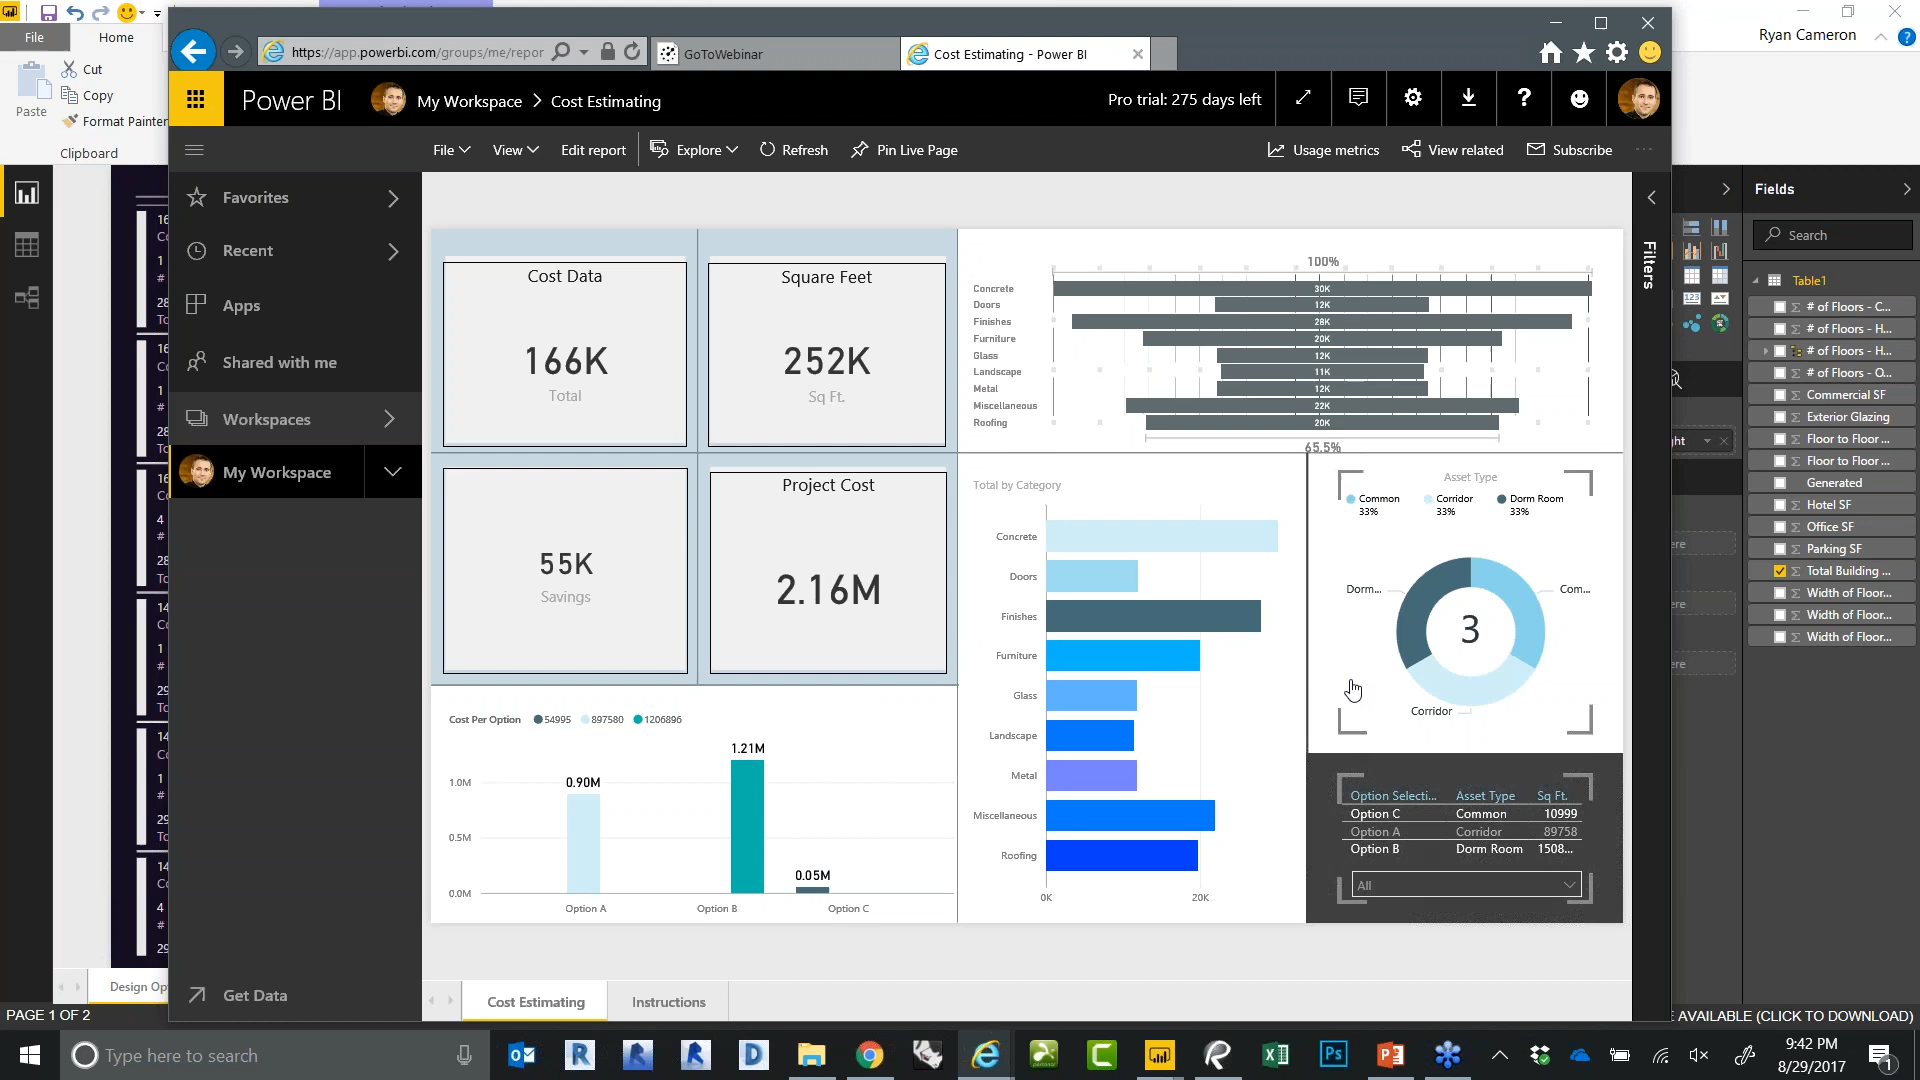 File
Home
Ryan Cameron
Cut
Copy
Paste
Format Painter
Clipboard
https://app.powerbi.com/groups/me/repor
GoToWebinar
Cost Estimating - Power BI
Power BI
My Workspace > Cost Estimating
Pro trial: 275 days left
File
View
Edit report
Explore
Refresh
Pin Live Page
Usage metrics
View related
Subscribe
Favorites
Recent
Apps
Shared with me
Workspaces
My Workspace
Get Data
Cost Data
166K
Total
Square Feet
252K
Sq Ft.
55K
Savings
Project Cost
2.16M
100%
Concrete 30K
Doors 12K
Finishes 28K
Furniture 20K
Glass 12K
Landscape 11K
Metal 12K
Miscellaneous 22K
Roofing 20K
65.5%
Cost Per Option 54995 897580 1206896
1.21M
0.90M
0.05M
1.0M
0.5M
0.0M
Option A Option B Option C
Total by Category
Concrete
Doors
Finishes
Furniture
Glass
Landscape
Metal
Miscellaneous
Roofing
0K 20K
Asset Type
Common Corridor Dorm Room
33% 33% 33%
Dorm... Com...
3
Corridor
Option Selecti... Asset Type Sq Ft.
Option C Common 10999
Option A Corridor 89758
Option B Dorm Room 1508...
All
Filters
Cost Estimating
Instructions
Fields
Search
Table1
# of Floors - C...
# of Floors - H...
# of Floors - H...
# of Floors - O...
Commercial SF
Exterior Glazing
Floor to Floor ...
Floor to Floor ...
Generated
Hotel SF
Office SF
Parking SF
Total Building ...
Width of Floor...
Width of Floor...
Width of Floor...
Design Op
PAGE 1 OF 2
AVAILABLE (CLICK TO DOWNLOAD)
Type here to search
9:42 PM
8/29/2017
1